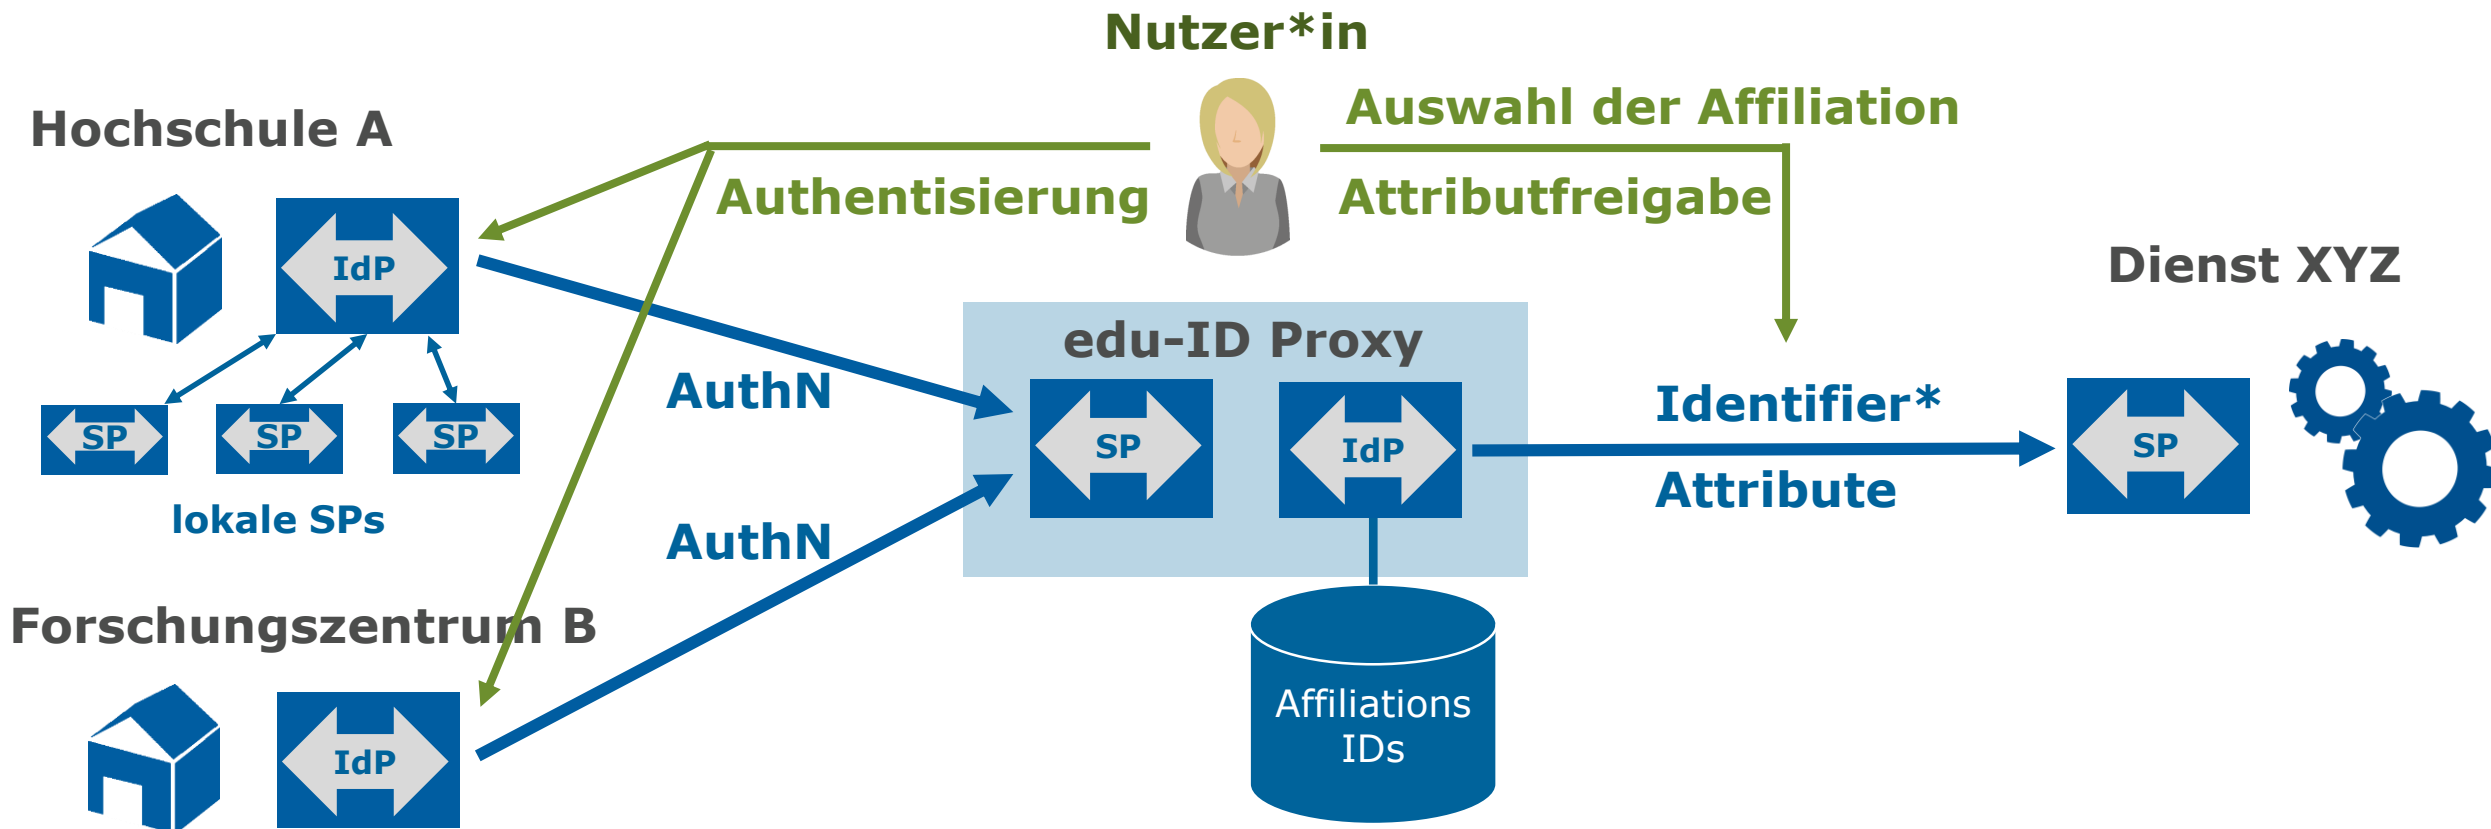 Nutzer*in
Auswahl der Affiliation
Hochschule A
Authentisierung
Attributfreigabe
IdP
Dienst XYZ
edu-ID Proxy
AuthN
Identifier*
SP
SP
SP
SP
IdP
SP
Attribute
lokale SPs
AuthN
Forschungszentrum B
Affiliations
IDs
IdP